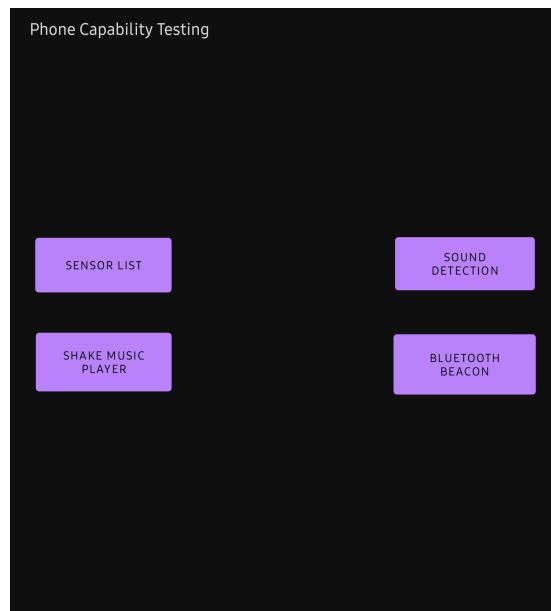 Phone Capability Testing
SENSOR LIST
SOUND
DETECTION
SHAKE MUSIC
PLAYER
BLUETOOTH
BEACON